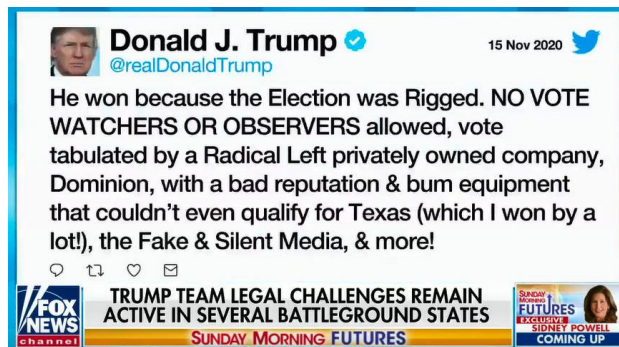 Donald J. Trump
15 Nov 2020
@realDonaldTrump
He won because the Election was Rigged. NO VOTE
WATCHERS OR OBSERVERS allowed, vote
tabulated by a Radical Left privately owned company,
Dominion, with a bad reputation & bum equipment
that couldn't even qualify for Texas (which I won by a
lot!), the Fake & Silent Media, & more!
FOX
NEWS
channel
TRUMP TEAM LEGAL CHALLENGES REMAIN
ACTIVE IN SEVERAL BATTLEGROUND STATES
SUNDAY MORNING FUTURES
SUNDAY
MORNING
FUTURES
EXCLUSIVE
SIDNEY POWELL
COMING UP